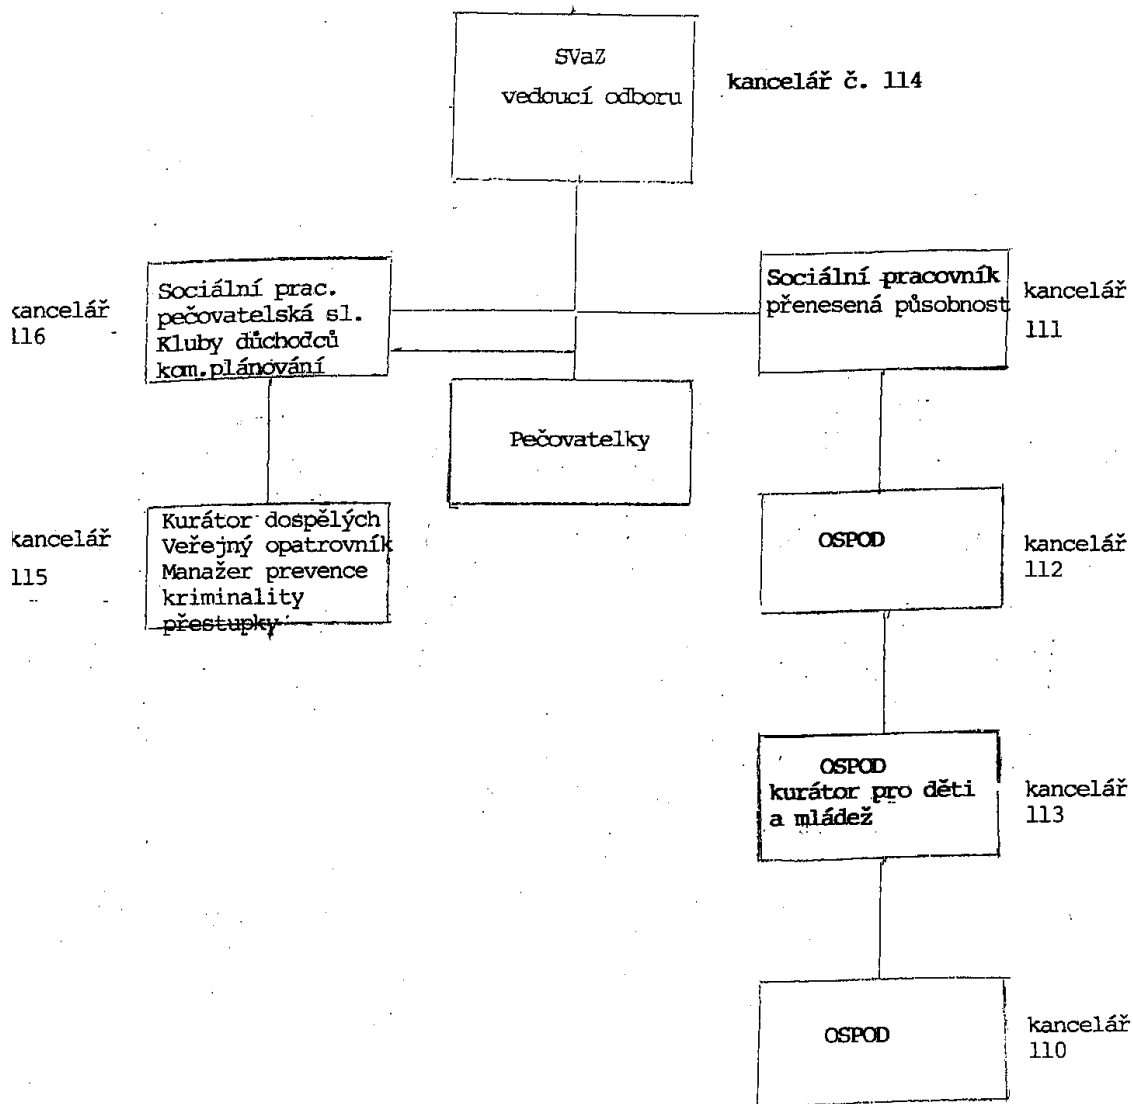 SVaZ
vedoucí odboru
kancelář č. 114
kancelář
116
Sociální prac.
pečovatelská sl.
Kluby důchodců
kom.plánování
Sociální pracovník
přenesená působnost
kancelář
111
Pečovatelky
kancelář
115
Kurátor dospělých
Veřejný opatrovník
Manažer prevence
kriminality
přestupky
OSPOD
kancelář
112
OSPOD
kurátor pro děti
a mládež
kancelář
113
OSPOD
kancelář
110